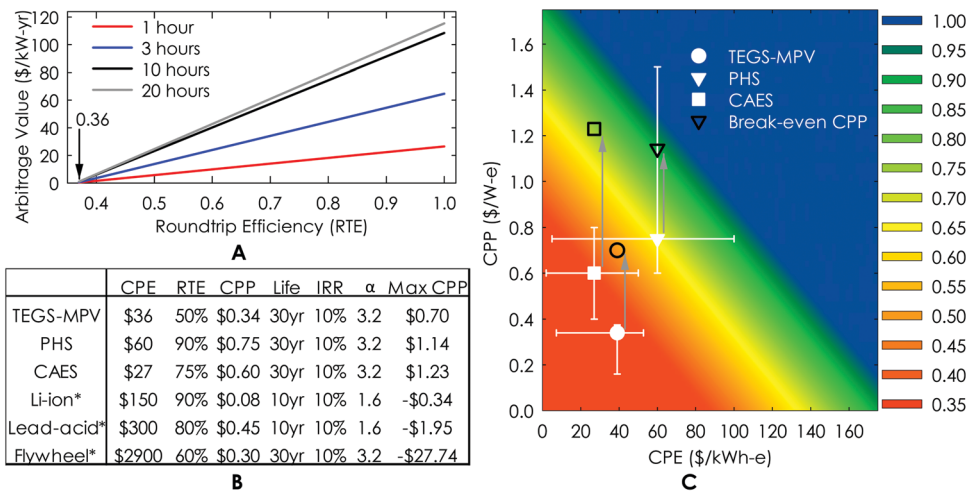 Arbitrage Value ($/kW-yr)
120
100
80
60
40
20
0
1 hour
3 hours
10 hours
20 hours
0.36
0.4 0.5 0.6 0.7 0.8 0.9 1.0
Roundtrip Efficiency (RTE)
A
CPE RTE CPP Life IRR α Max CPP
TEGS-MPV $36 50% $0.34 30yr 10% 3.2 $0.70
PHS $60 90% $0.75 30yr 10% 3.2 $1.14
CAES $27 75% $0.60 30yr 10% 3.2 $1.23
Li-ion* $150 90% $0.08 10yr 10% 1.6 -$0.34
Lead-acid* $300 80% $0.45 10yr 10% 1.6 -$1.95
Flywheel* $2900 60% $0.30 30yr 10% 3.2 -$27.74
B
CPP ($/W-e)
1.6
1.4
1.2
1.0
0.8
0.6
0.4
0.2
0.0
TEGS-MPV
PHS
CAES
Break-even CPP
0 20 40 60 80 100 120 140 160
CPE ($/kWh-e)
C
1.00
0.95
0.90
0.85
0.80
0.75
0.70
0.65
0.60
0.55
0.50
0.45
0.40
0.35